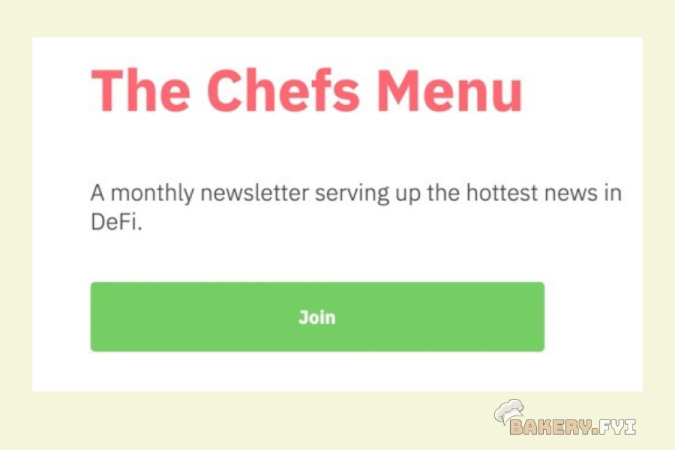 The Chefs Menu
A monthly newsletter serving up the hottest news in
DeFi.
Join
BAKERY.FYI